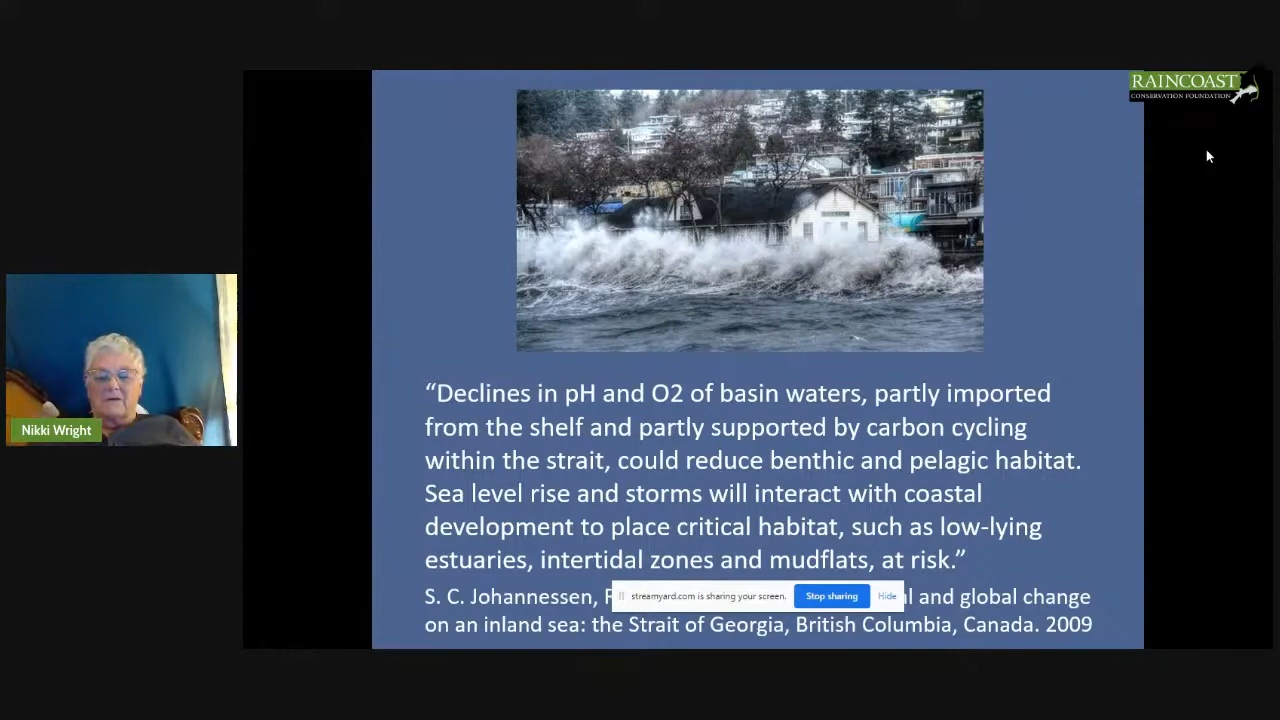 RAINCOAST
CONSERVATION FOUNDATION
“Declines in pH and O2 of basin waters, partly imported
from the shelf and partly supported by carbon cycling
within the strait, could reduce benthic and pelagic habitat.
Sea level rise and storms will interact with coastal
development to place critical habitat, such as low-lying
estuaries, intertidal zones and mudflats, at risk.”
S. C. Johannessen, and global change
streamyard.com is sharing your screen. Stop sharing Hide
on an inland sea: the Strait of Georgia, British Columbia, Canada. 2009
Nikki Wright